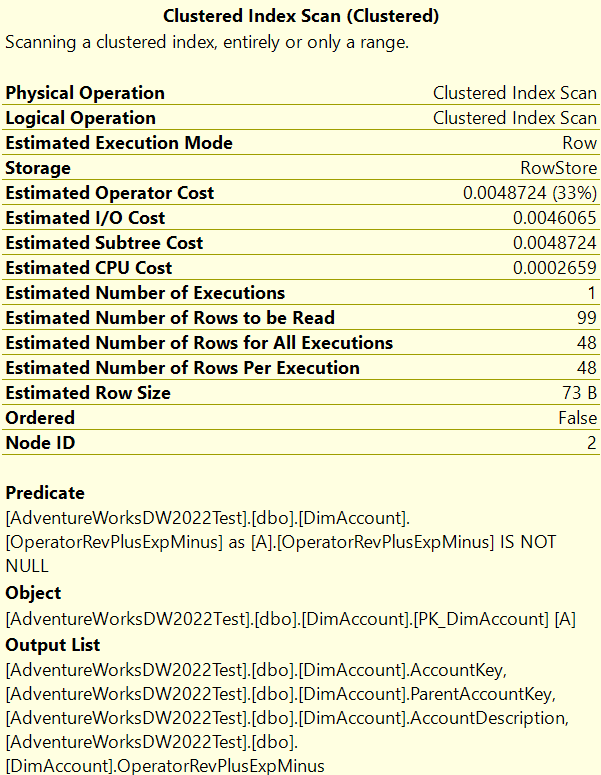 Clustered Index Scan (Clustered)
Scanning a clustered index, entirely or only a range.
Physical Operation Clustered Index Scan
Logical Operation Clustered Index Scan
Estimated Execution Mode Row
Storage RowStore
Estimated Operator Cost 0.0048724 (33%)
Estimated I/O Cost 0.0046065
Estimated Subtree Cost 0.0048724
Estimated CPU Cost 0.0002659
Estimated Number of Executions 1
Estimated Number of Rows to be Read 99
Estimated Number of Rows for All Executions 48
Estimated Number of Rows Per Execution 48
Estimated Row Size 73 B
Ordered False
Node ID 2
Predicate
[AdventureWorksDW2022Test].[dbo].[DimAccount].
[OperatorRevPlusExpMinus] as [A].[OperatorRevPlusExpMinus] IS NOT
NULL
Object
[AdventureWorksDW2022Test].[dbo].[DimAccount].[PK_DimAccount] [A]
Output List
[AdventureWorksDW2022Test].[dbo].[DimAccount].AccountKey,
[AdventureWorksDW2022Test].[dbo].[DimAccount].ParentAccountKey,
[AdventureWorksDW2022Test].[dbo].[DimAccount].AccountDescription,
[AdventureWorksDW2022Test].[dbo].
[DimAccount].OperatorRevPlusExpMinus